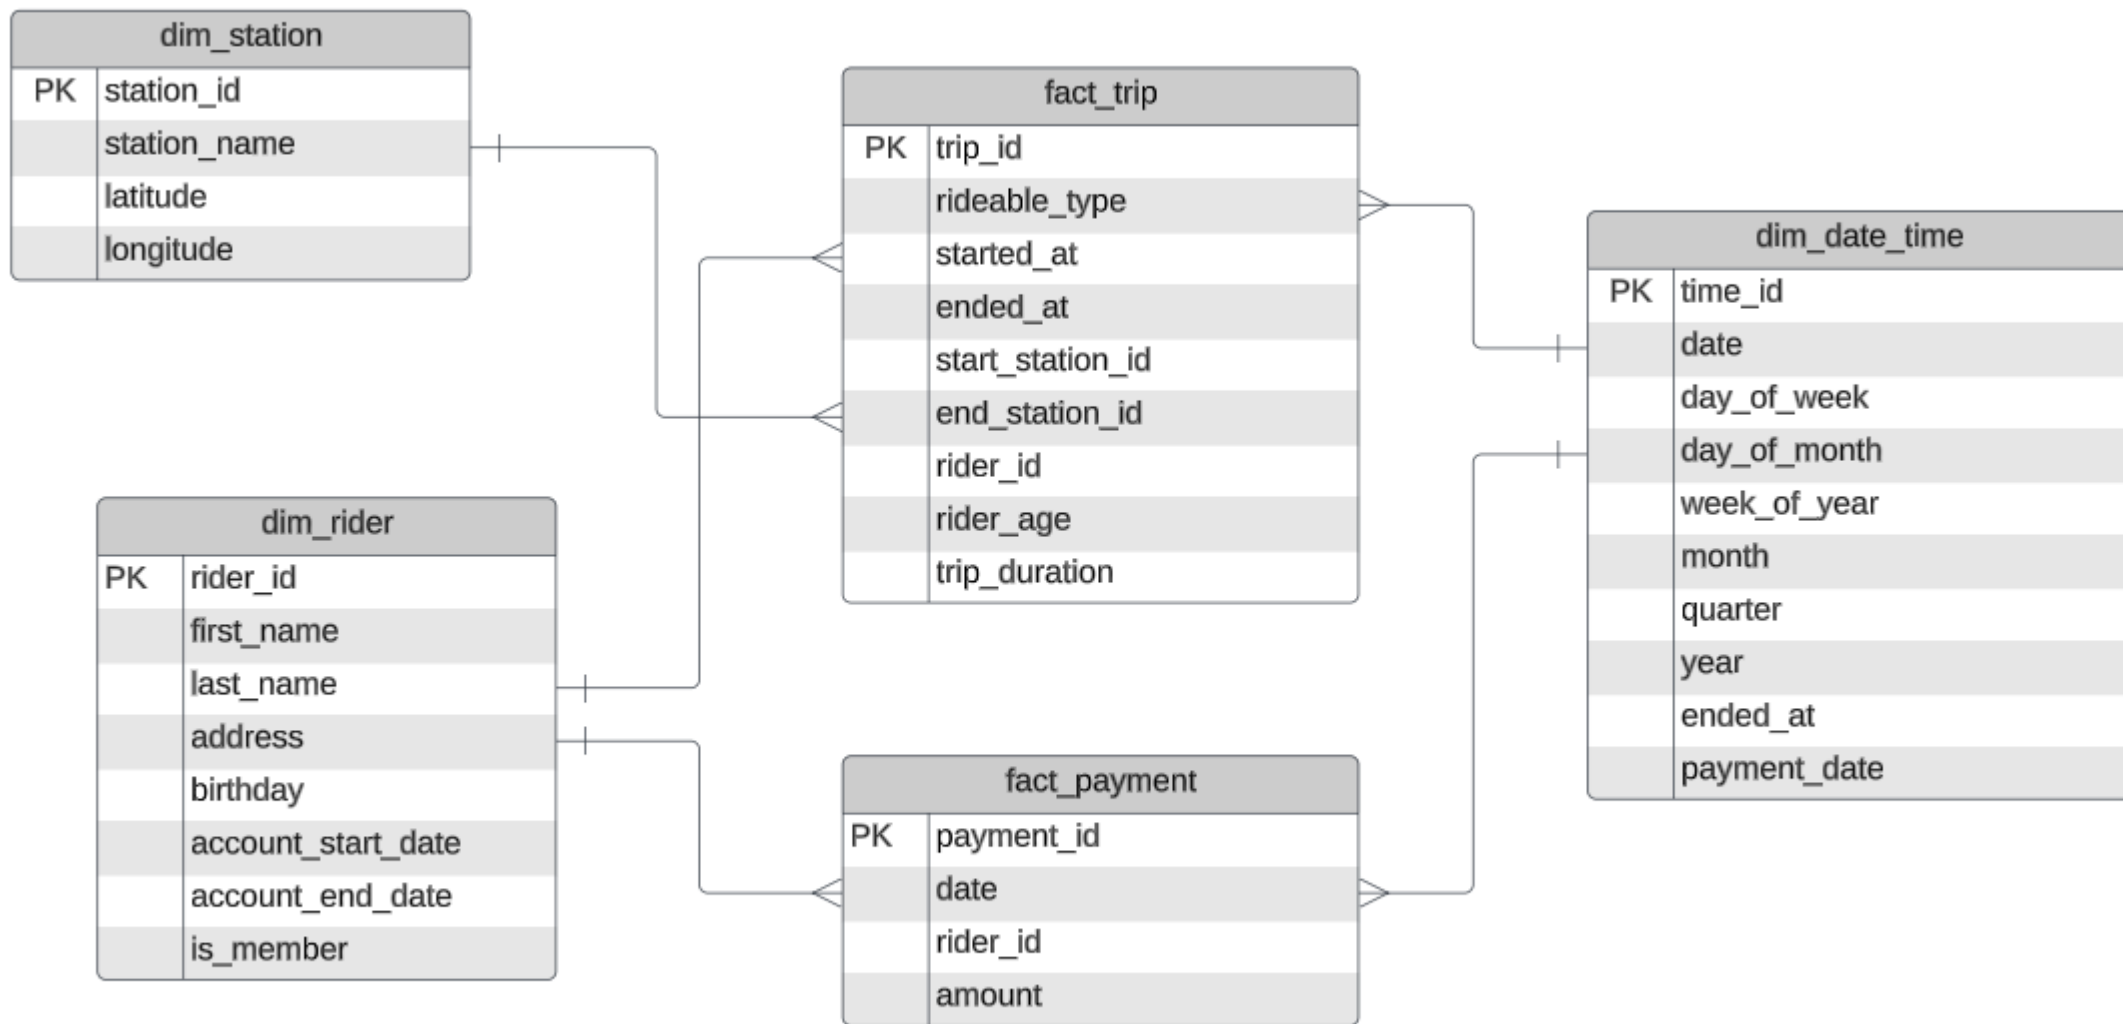 dim_station
PK station_id
station_name
latitude
longitude
fact_trip
PK trip_id
rideable_type
started_at
ended_at
start_station_id
end_station_id
rider_id
rider_age
trip_duration
dim_date_time
PK time_id
date
day_of_week
day_of_month
week_of_year
month
quarter
year
ended_at
payment_date
dim_rider
PK rider_id
first_name
last_name
address
birthday
account_start_date
account_end_date
is_member
fact_payment
PK payment_id
date
rider_id
amount